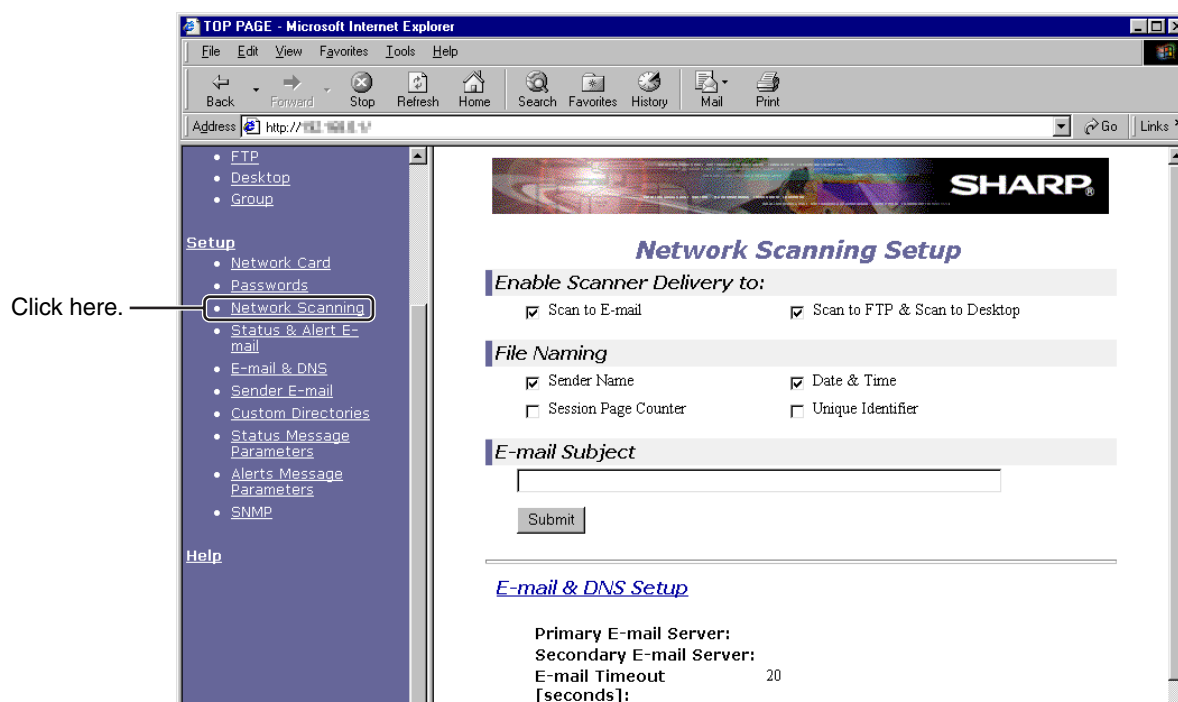 TOP PAGE - Microsoft Internet Explorer
File Edit View Favorites Tools Help
Back Forward Stop Refresh Home Search Favorites History Mail Print
Address http:// Go Links
FTP
Desktop
Group
Setup
Network Card
Passwords
Click here.
Network Scanning
Status & Alert E-
mail
E-mail & DNS
Sender E-mail
Custom Directories
Status Message
Parameters
Alerts Message
Parameters
SNMP
Help
SHARP®
Network Scanning Setup
Enable Scanner Delivery to:
Scan to E-mail Scan to FTP & Scan to Desktop
File Naming
Sender Name Date & Time
Session Page Counter Unique Identifier
E-mail Subject
Submit
E-mail & DNS Setup
Primary E-mail Server:
Secondary E-mail Server:
E-mail Timeout 20
[seconds]: